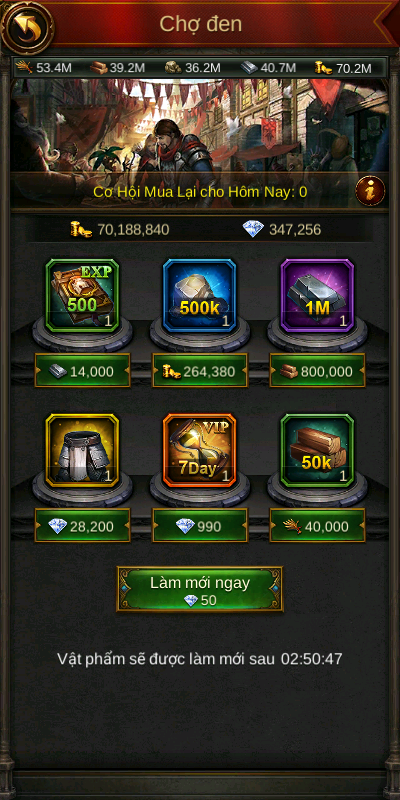 Chợ đen
53.4M 39.2M 36.2M 40.7M 70.2M
Cơ Hội Mua Lại cho Hôm Nay: 0
i
70,188,840 347,256
EXP
500 500k 1M
1 1 1
14,000 264,380 800,000
VIP
7Day 50k
1 1 1
28,200 990 40,000
Làm mới ngay
50
Vật phẩm sẽ được làm mới sau 02:50:47